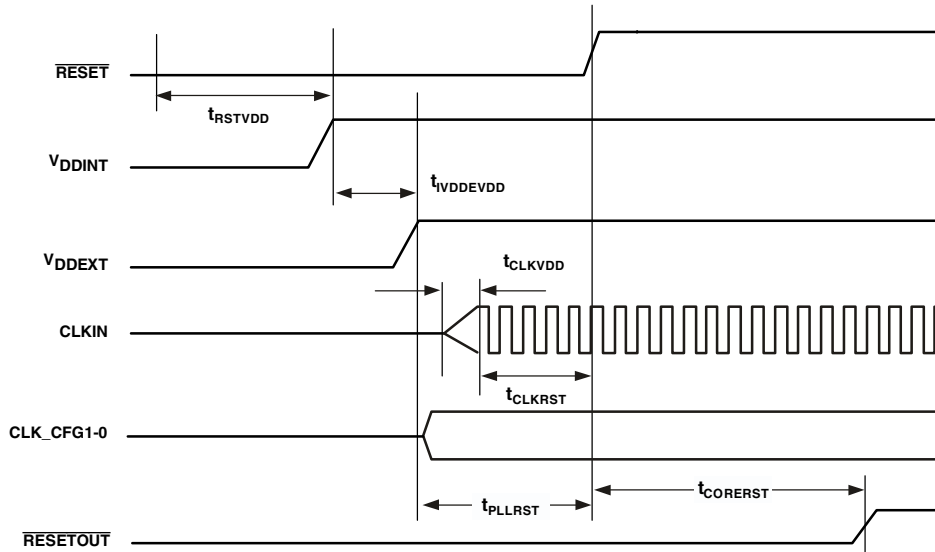 RESET
tRSTVDD
VDDINT
tIVDDEVDD
VDDEXT
tCLKVDD
CLKIN
tCLKRST
CLK_CFG1-0
tPLLRST
tCORERST
RESETOUT